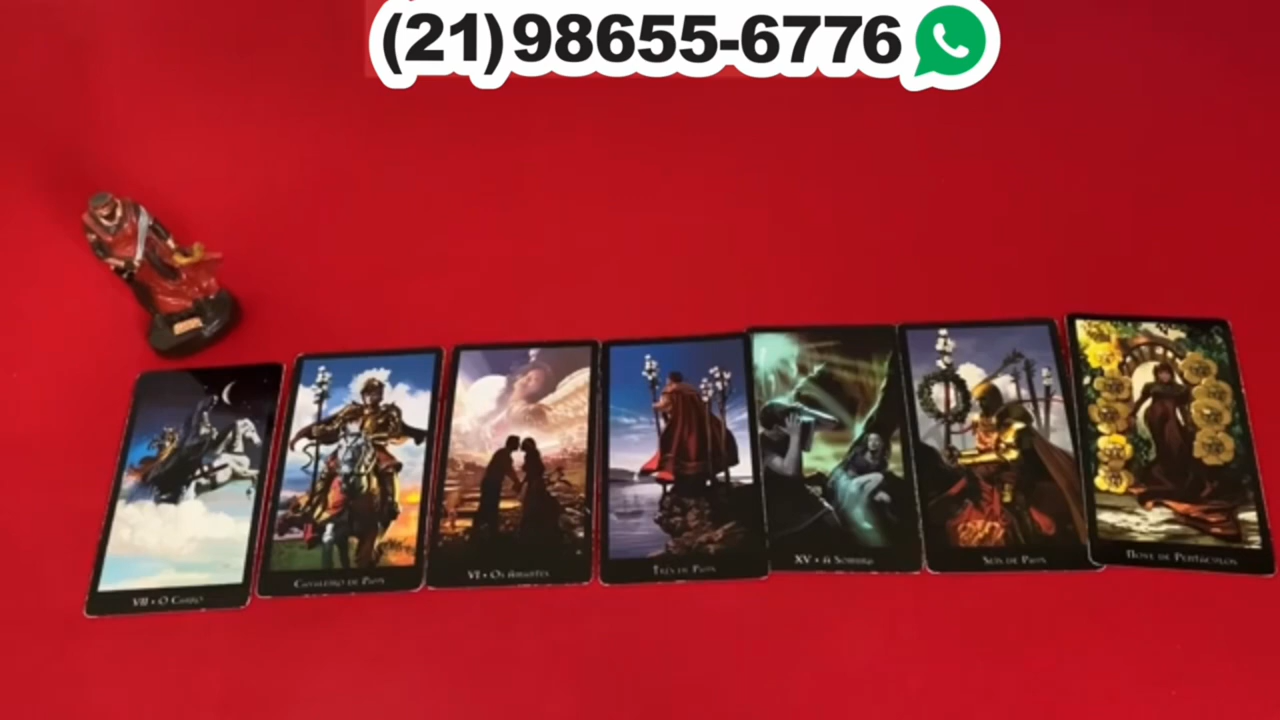 (21)98655-6776
VII • O Carro
Cavaleiro de Paus
VI • Os Amantes
Três de Paus
XV • A Sombra
Seis de Paus
Nove de Pentáculos